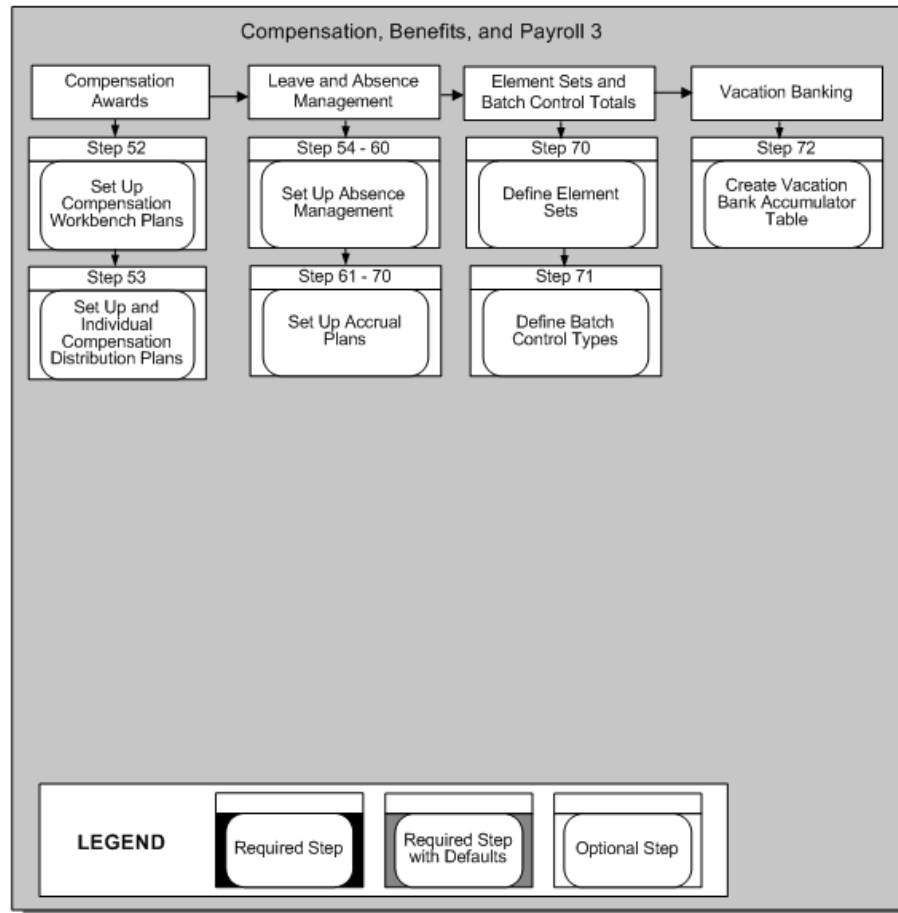 Compensation, Benefits, and Payroll 3
Compensation
Awards
Leave and Absence
Management
Element Sets and
Batch Control Totals
Vacation Banking
Step 52
Set Up
Compensation
Workbench Plans
Step 53
Set Up and
Individual
Compensation
Distribution Plans
Step 54 - 60
Set Up Absence
Management
Step 61 - 70
Set Up Accrual
Plans
Step 70
Define Element
Sets
Step 71
Define Batch
Control Types
Step 72
Create Vacation
Bank Accumulator
Table
LEGEND
Required Step
Required Step
with Defaults
Optional Step